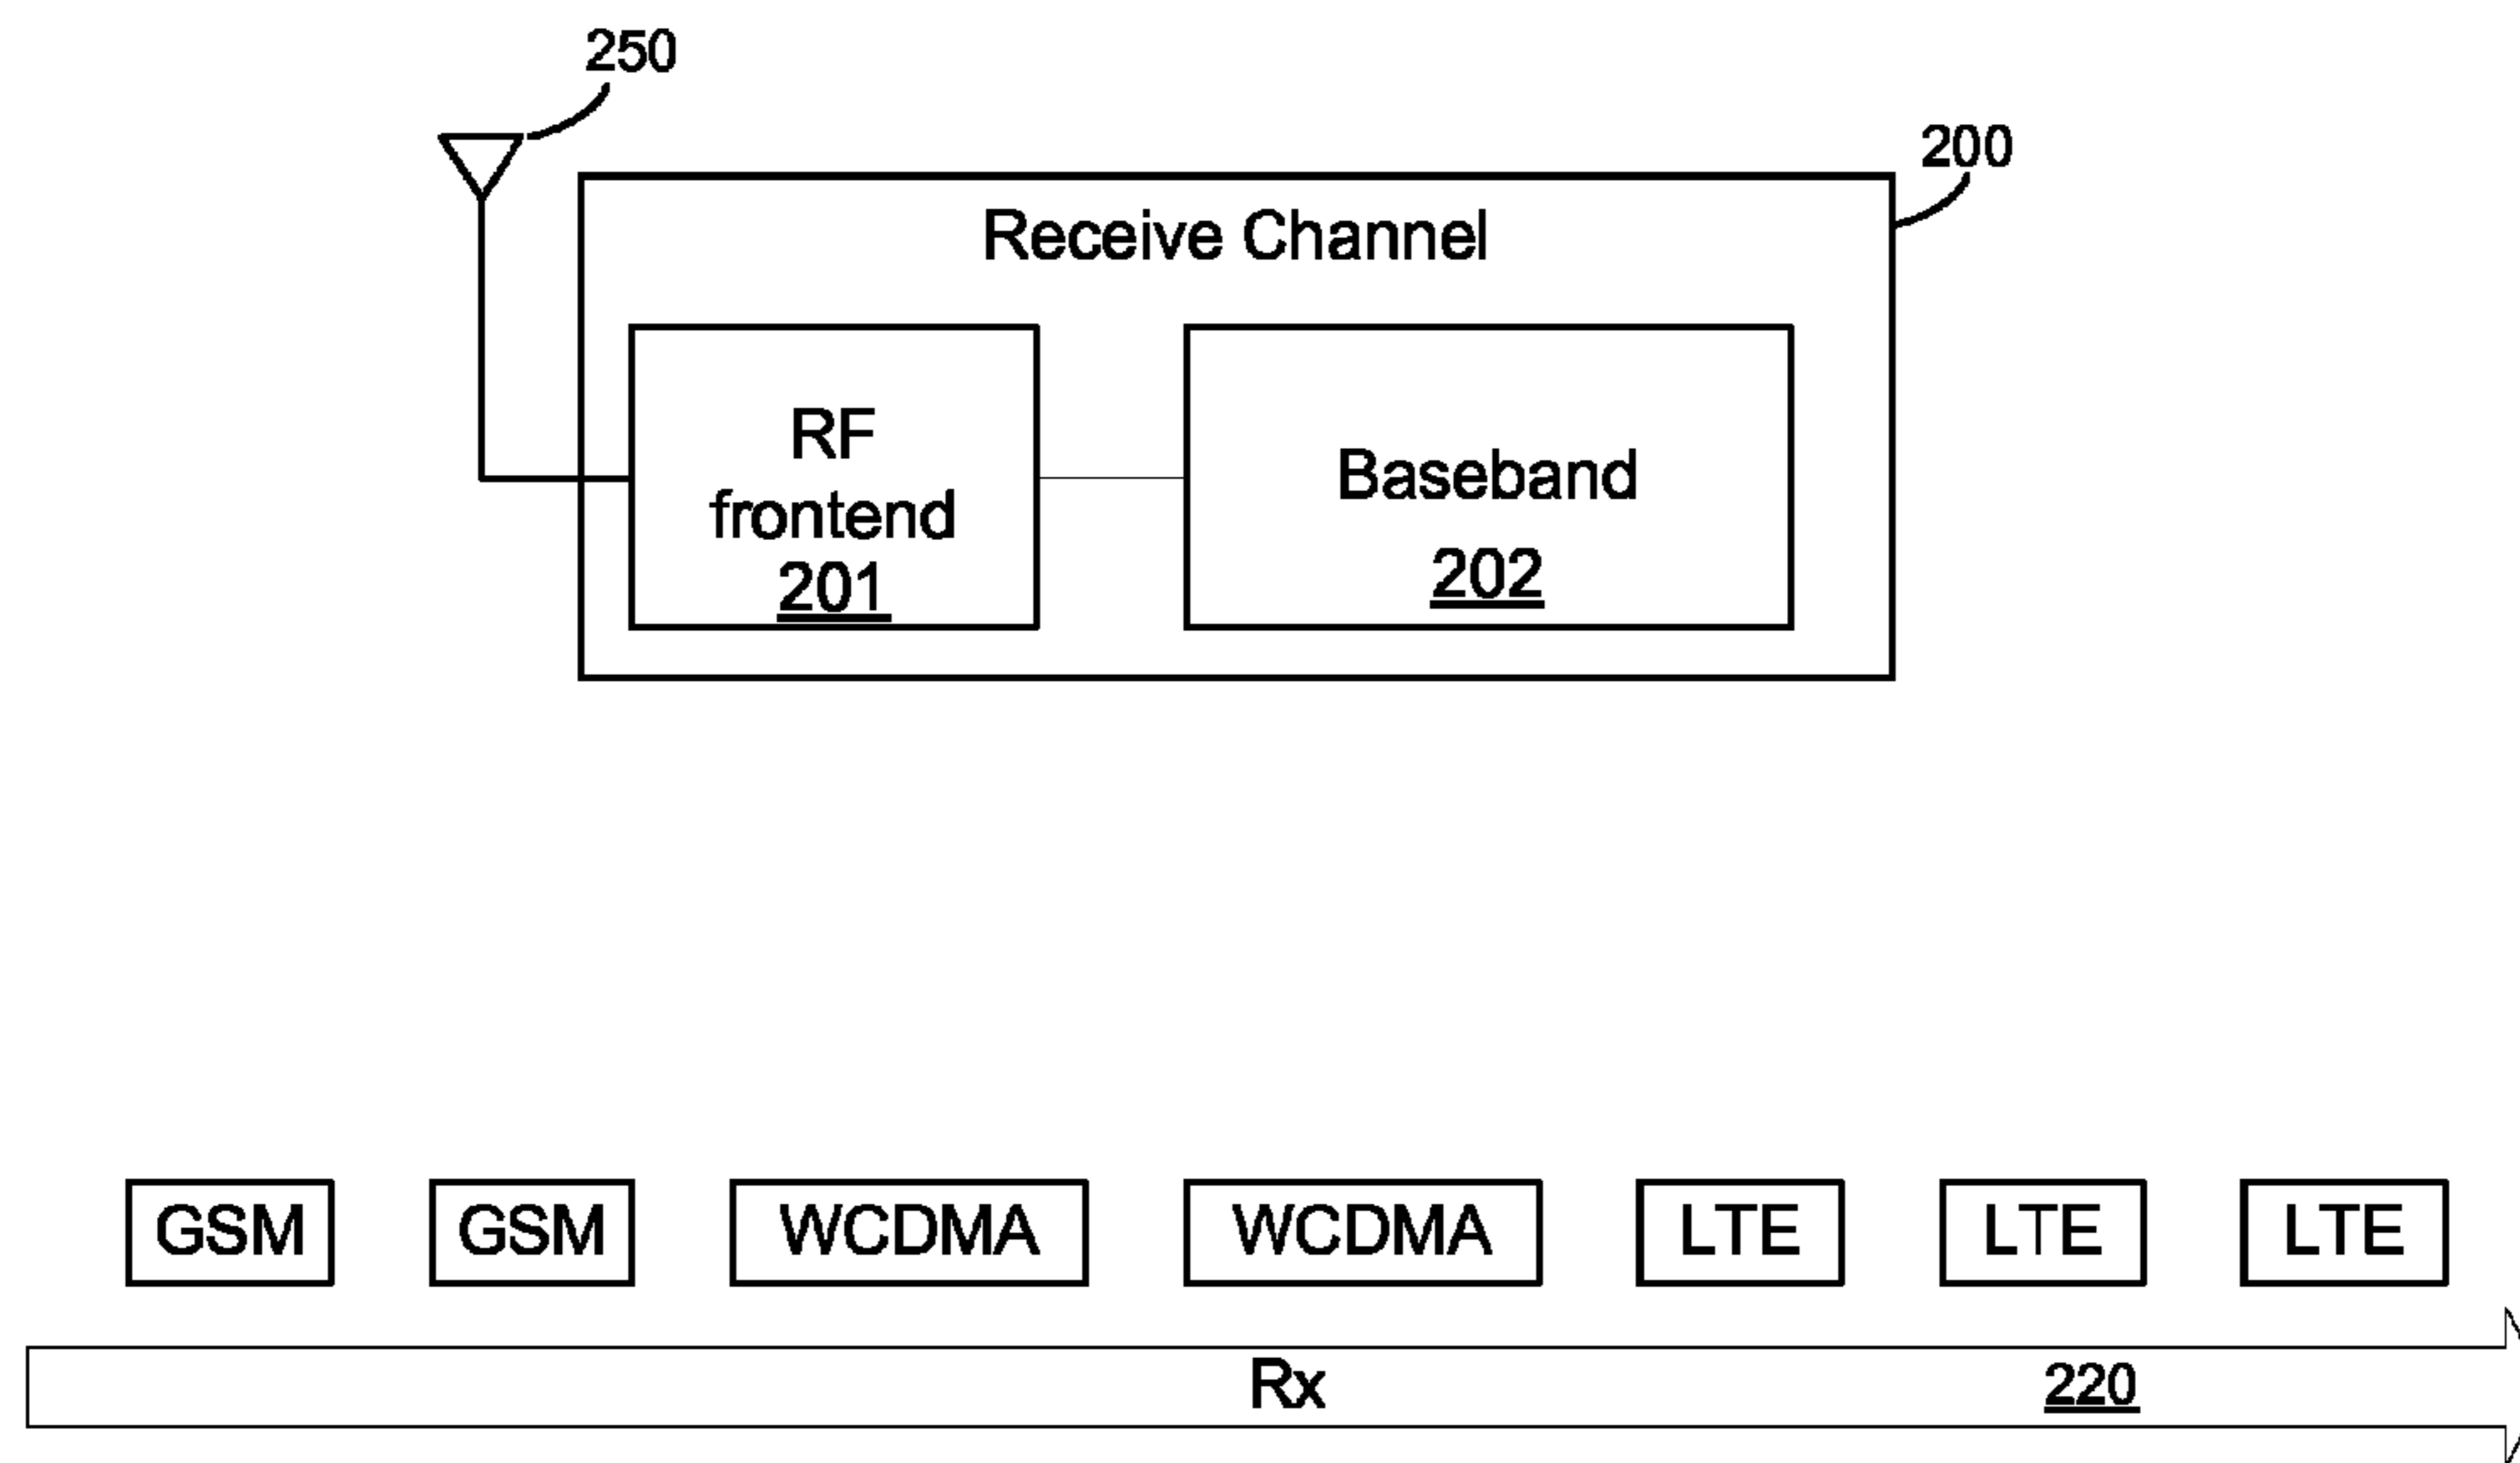 250
200
Receive Channel
RF
frontend
201
Baseband
202
GSM GSM WCDMA WCDMA LTE LTE LTE
Rx 220